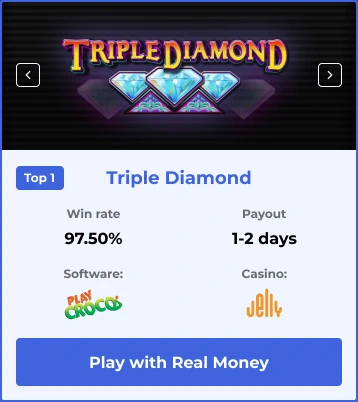 TRIPLE DIAMOND
Top 1
Triple Diamond
Win rate
Payout
97.50%
1-2 days
Software:
Casino:
PLAY
CROCO
Jelly
Play with Real Money